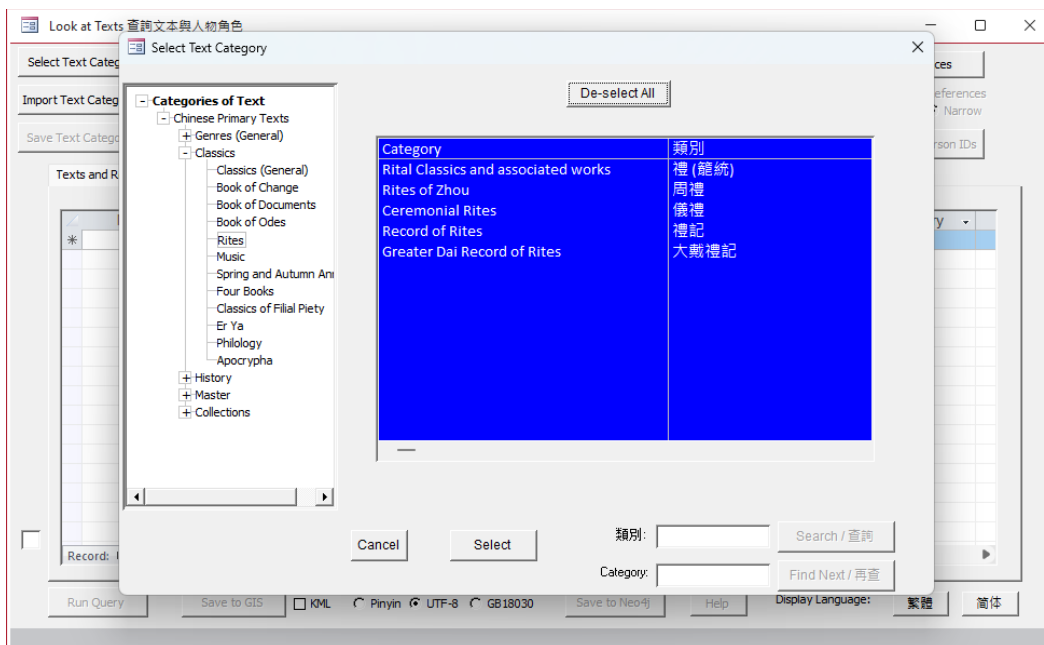 Look at Texts 查詢文本與人物角色
Select Text Category
Select Text Categ
ces
Import Text Categ
eferences
Narrow
Save Text Catego
rson IDs
Texts and R
Categories of Text
Chinese Primary Texts
Genres (General)
Classics
Classics (General)
Book of Change
Book of Documents
Book of Odes
Rites
Music
Spring and Autumn Ann
Four Books
Classics of Filial Piety
Er Ya
Philology
Apocrypha
History
Master
Collections
De-select All
Category 類別
Rital Classics and associated works 禮 (籠統)
Rites of Zhou 周禮
Ceremonial Rites 儀禮
Record of Rites 禮記
Greater Dai Record of Rites 大戴禮記
y
Cancel
Select
類別:
Search / 查詢
Category:
Find Next / 再查
Record:
Run Query
Save to GIS
KML
Pinyin
UTF-8
GB18030
Save to Neo4j
Help
Display Language:
繁體
简体